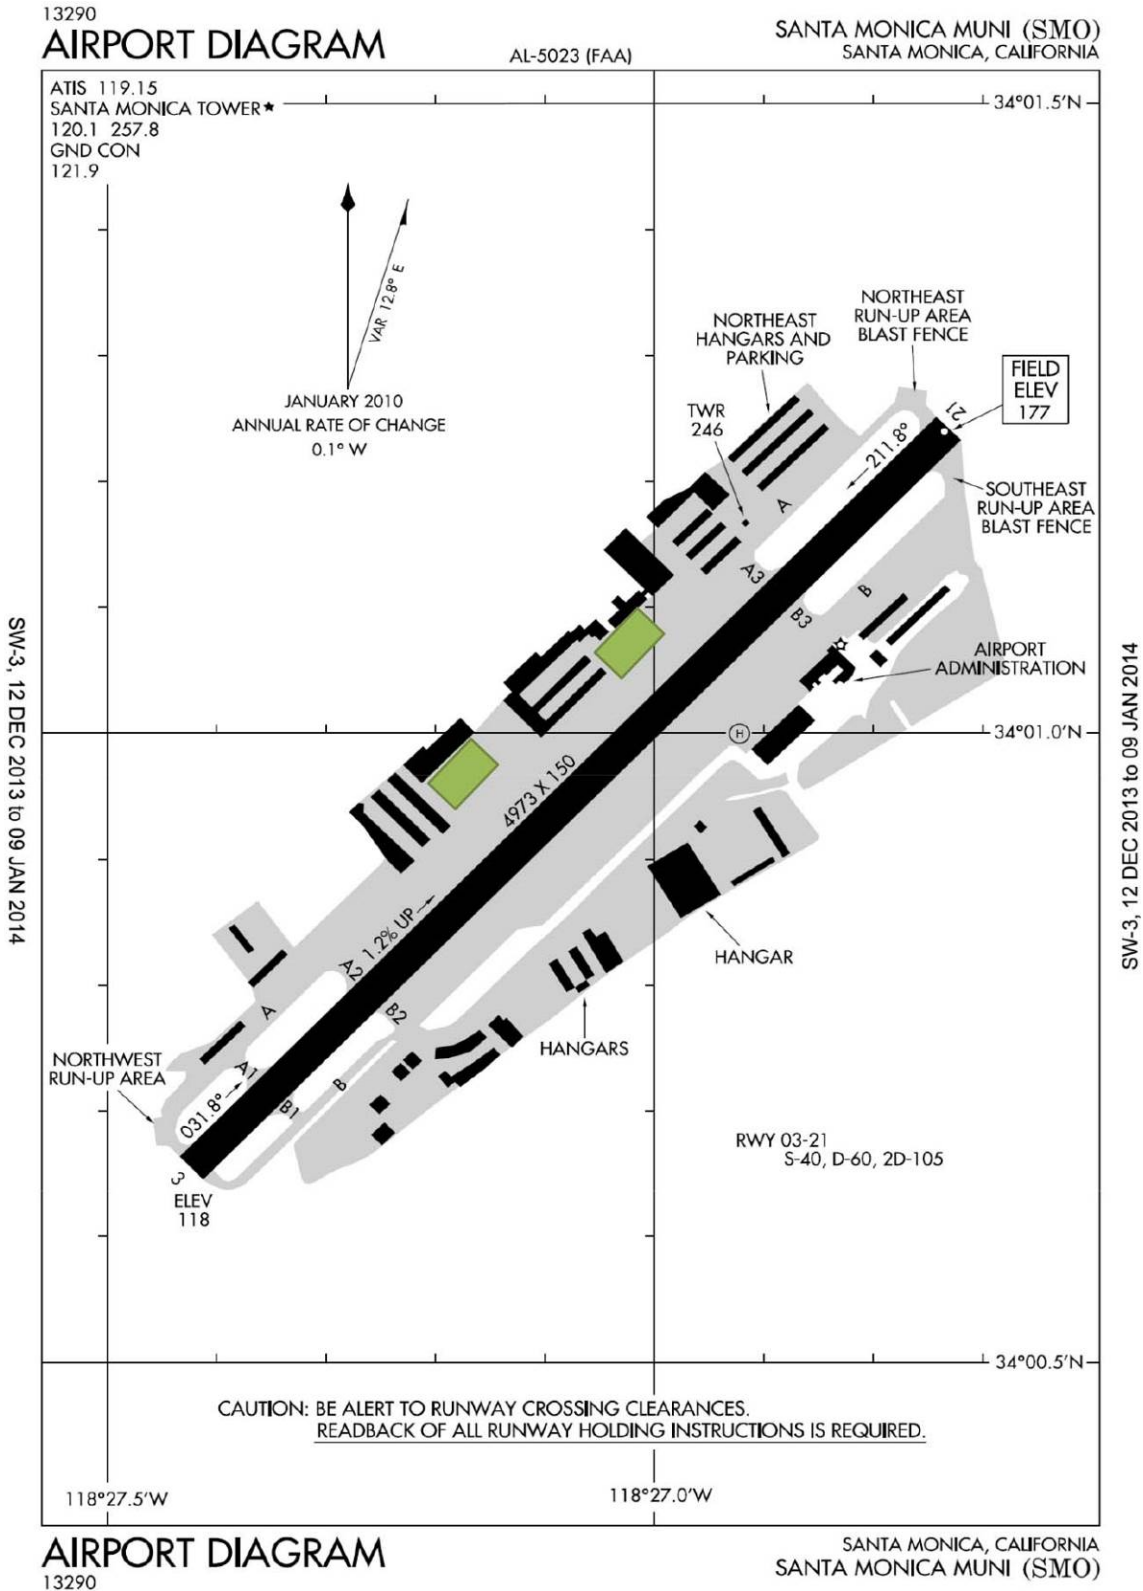 13290
AIRPORT DIAGRAM
AL-5023 (FAA)
SANTA MONICA MUNI (SMO)
SANTA MONICA, CALIFORNIA
ATIS 119.15
SANTA MONICA TOWER★
120.1 257.8
GND CON
121.9
34°01.5'N
VAR 12.8° E
JANUARY 2010
ANNUAL RATE OF CHANGE
0.1° W
NORTHEAST
RUN-UP AREA
BLAST FENCE
NORTHEAST
HANGARS AND
PARKING
FIELD
ELEV
177
TWR
246
21
211.8°
A
SOUTHEAST
RUN-UP AREA
BLAST FENCE
A3
B
B3
AIRPORT
ADMINISTRATION
H
34°01.0'N
4973 X 150
1.2% UP
HANGAR
A2
A
B2
HANGARS
NORTHWEST
RUN-UP AREA
A1
B
B1
031.8°
3
ELEV
118
RWY 03-21
S-40, D-60, 2D-105
34°00.5'N
CAUTION: BE ALERT TO RUNWAY CROSSING CLEARANCES.
READBACK OF ALL RUNWAY HOLDING INSTRUCTIONS IS REQUIRED.
118°27.5'W
118°27.0'W
SW-3, 12 DEC 2013 to 09 JAN 2014
SW-3, 12 DEC 2013 to 09 JAN 2014
AIRPORT DIAGRAM
13290
SANTA MONICA, CALIFORNIA
SANTA MONICA MUNI (SMO)